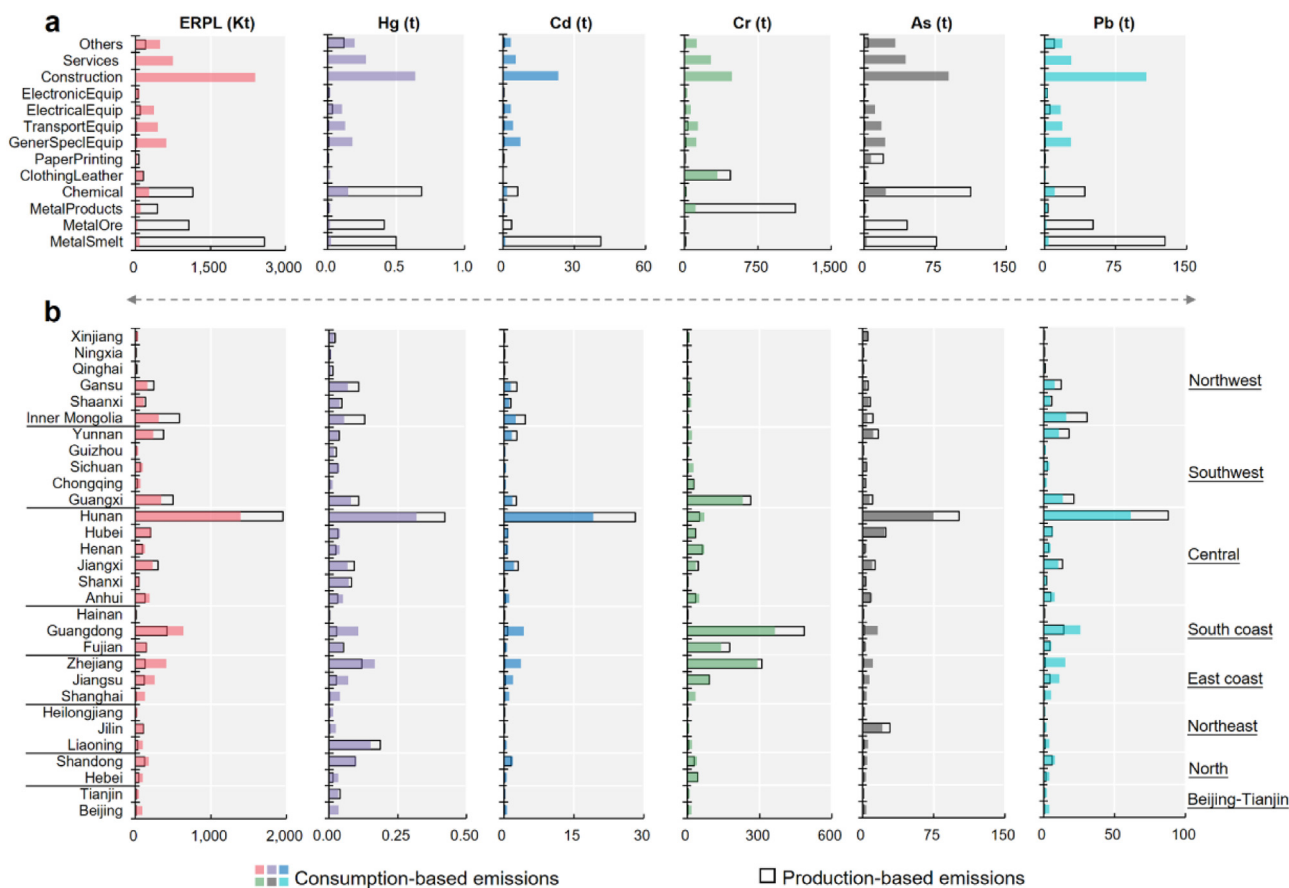 a
ERPL (Kt) Hg (t) Cd (t) Cr (t) As (t) Pb (t)
Others
Services
Construction
ElectronicEquip
ElectricalEquip
TransportEquip
GenerSpeclEquip
PaperPrinting
ClothingLeather
Chemical
MetalProducts
MetalOre
MetalSmelt
0 1,500 3,000 0.0 0.5 1.0 0 30 60 0 750 1,500 0 75 150 0 75 150
b
Xinjiang
Ningxia
Qinghai
Gansu Northwest
Shaanxi
Inner Mongolia
Yunnan
Guizhou
Sichuan Southwest
Chongqing
Guangxi
Hunan
Hubei
Henan Central
Jiangxi
Shanxi
Anhui
Hainan
Guangdong South coast
Fujian
Zhejiang
Jiangsu East coast
Shanghai
Heilongjiang
Jilin Northeast
Liaoning
Shandong
Hebei North
Tianjin
Beijing Beijing-Tianjin
0 1,000 2,000 0.00 0.25 0.50 0 15 30 0 300 600 0 75 150 0 50 100
Consumption-based emissions Production-based emissions